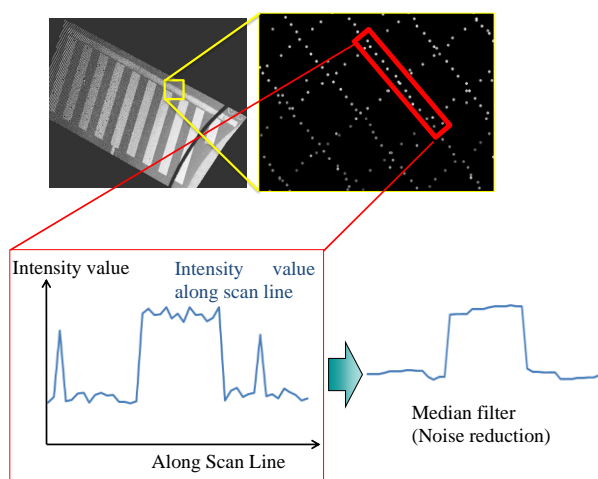 Intensity value
Intensity value
along scan line
Along Scan Line
Median filter
(Noise reduction)